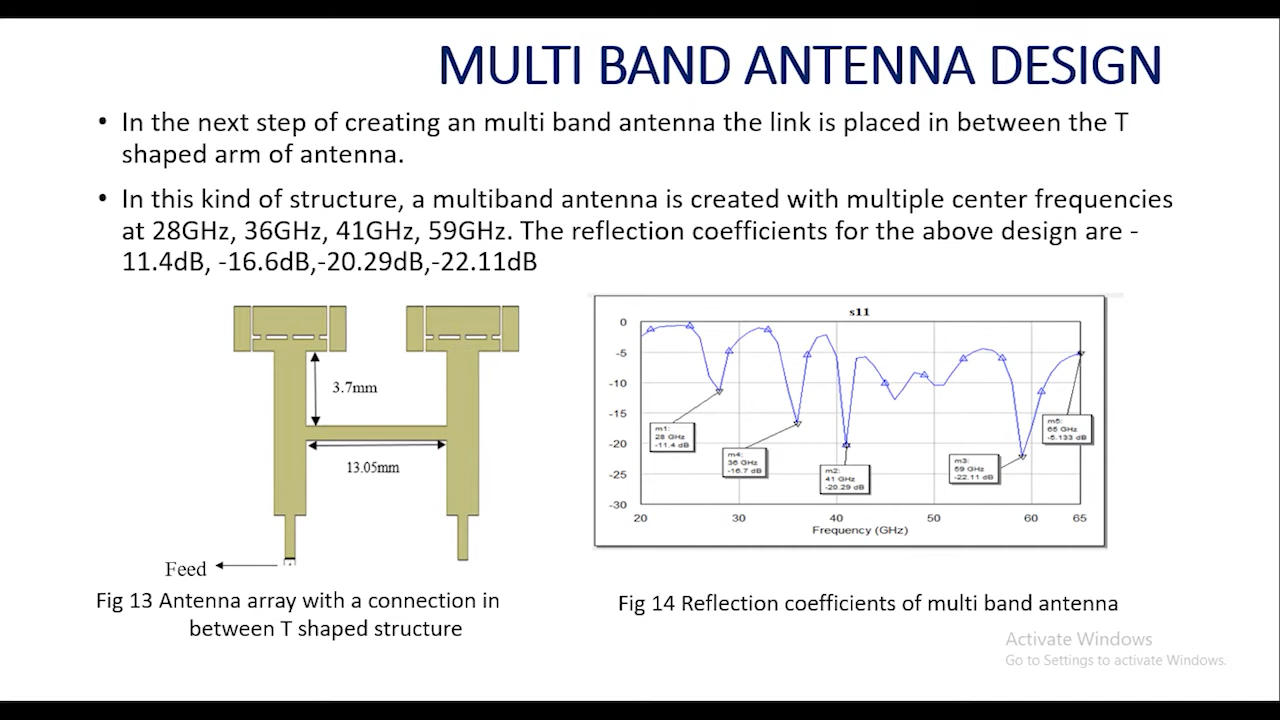 MULTI BAND ANTENNA DESIGN
• In the next step of creating an multi band antenna the link is placed in between the T
shaped arm of antenna.
• In this kind of structure, a multiband antenna is created with multiple center frequencies
at 28GHz, 36GHz, 41GHz, 59GHz. The reflection coefficients for the above design are -
11.4dB, -16.6dB,-20.29dB,-22.11dB
3.7mm
13.05mm
Feed
Fig 13 Antenna array with a connection in
between T shaped structure
s11
0
-5
-10
-15
-20
-25
-30
20
30
40
50
60
65
Frequency (GHz)
m1:
28 GHz
-11.4 dB
m4:
36 GHz
-16.7 dB
m2:
41 GHz
-20.29 dB
m3:
59 GHz
-22.11 dB
m5:
65 GHz
-5.133 dB
Fig 14 Reflection coefficients of multi band antenna
Activate Windows
Go to Settings to activate Windows.